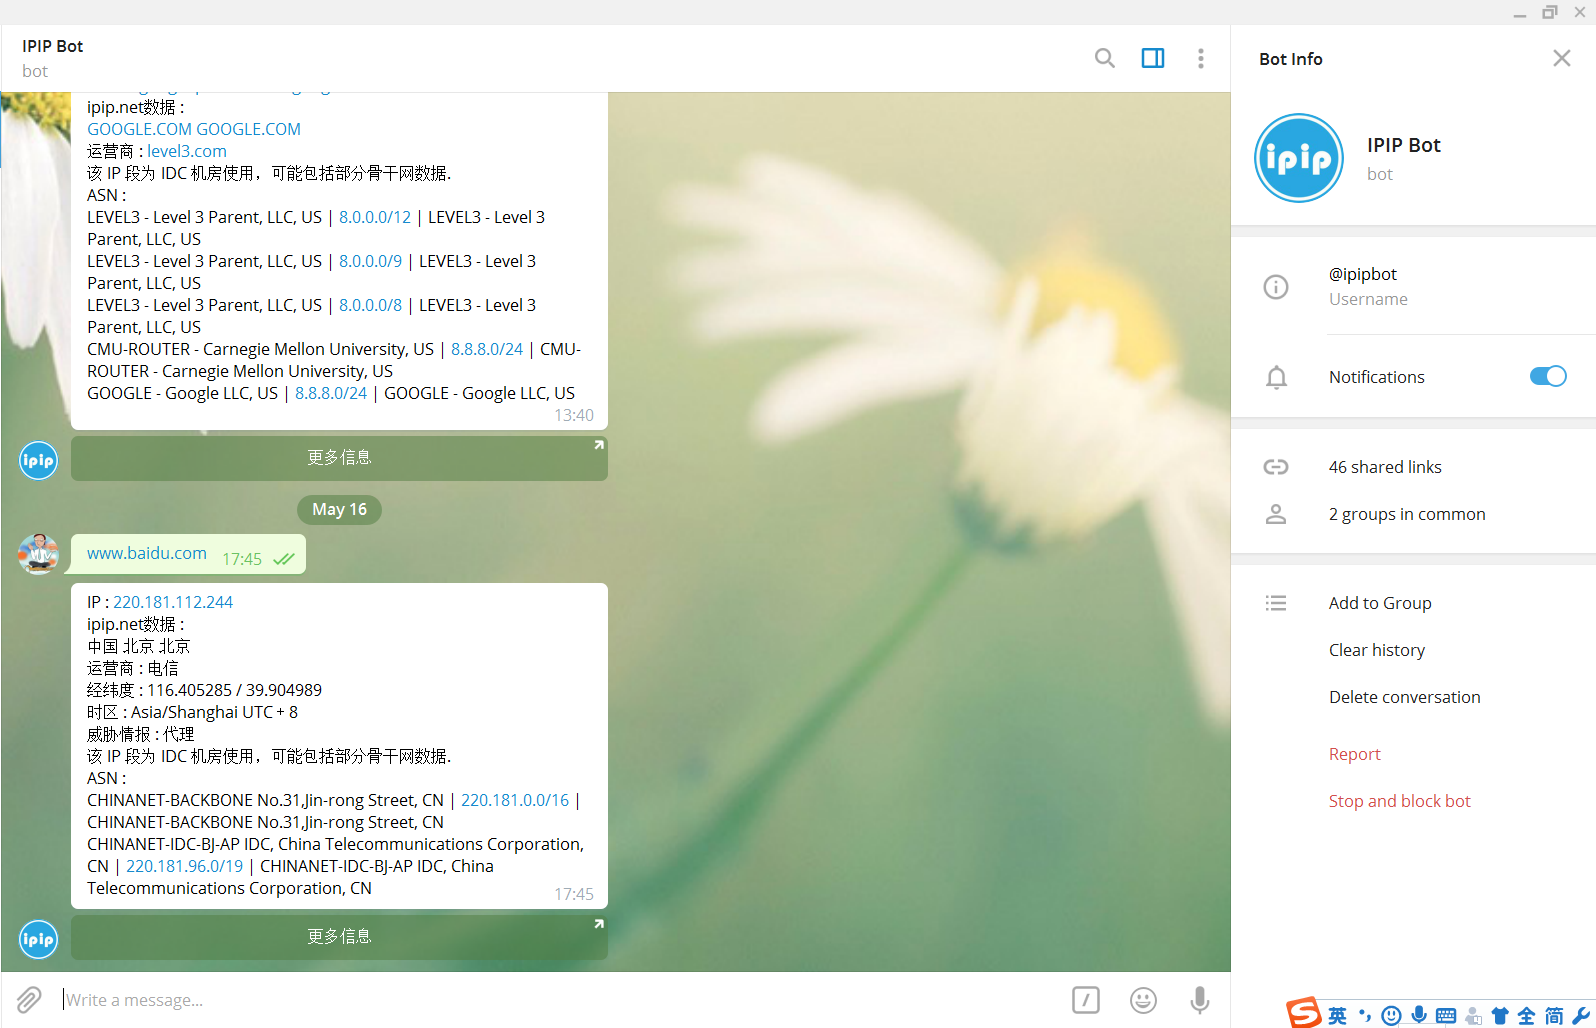 IPIP Bot
bot
ipip.net数据 :
GOOGLE.COM GOOGLE.COM
运营商 : level3.com
该 IP 段为 IDC 机房使用，可能包括部分骨干网数据.
ASN :
LEVEL3 - Level 3 Parent, LLC, US | 8.0.0.0/12 | LEVEL3 - Level 3
Parent, LLC, US
LEVEL3 - Level 3 Parent, LLC, US | 8.0.0.0/9 | LEVEL3 - Level 3
Parent, LLC, US
LEVEL3 - Level 3 Parent, LLC, US | 8.0.0.0/8 | LEVEL3 - Level 3
Parent, LLC, US
CMU-ROUTER - Carnegie Mellon University, US | 8.8.8.0/24 | CMU-
ROUTER - Carnegie Mellon University, US
GOOGLE - Google LLC, US | 8.8.8.0/24 | GOOGLE - Google LLC, US
13:40
ipip
更多信息
May 16
www.baidu.com 17:45
IP : 220.181.112.244
ipip.net数据 :
中国 北京 北京
运营商 : 电信
经纬度 : 116.405285 / 39.904989
时区 : Asia/Shanghai UTC + 8
威胁情报 : 代理
该 IP 段为 IDC 机房使用，可能包括部分骨干网数据.
ASN :
CHINANET-BACKBONE No.31,Jin-rong Street, CN | 220.181.0.0/16 |
CHINANET-BACKBONE No.31,Jin-rong Street, CN
CHINANET-IDC-BJ-AP IDC, China Telecommunications Corporation,
CN | 220.181.96.0/19 | CHINANET-IDC-BJ-AP IDC, China
Telecommunications Corporation, CN
17:45
ipip
更多信息
Write a message...
Bot Info
ipip
IPIP Bot
bot
@ipipbot
Username
Notifications
46 shared links
2 groups in common
Add to Group
Clear history
Delete conversation
Report
Stop and block bot
S 英 全 简